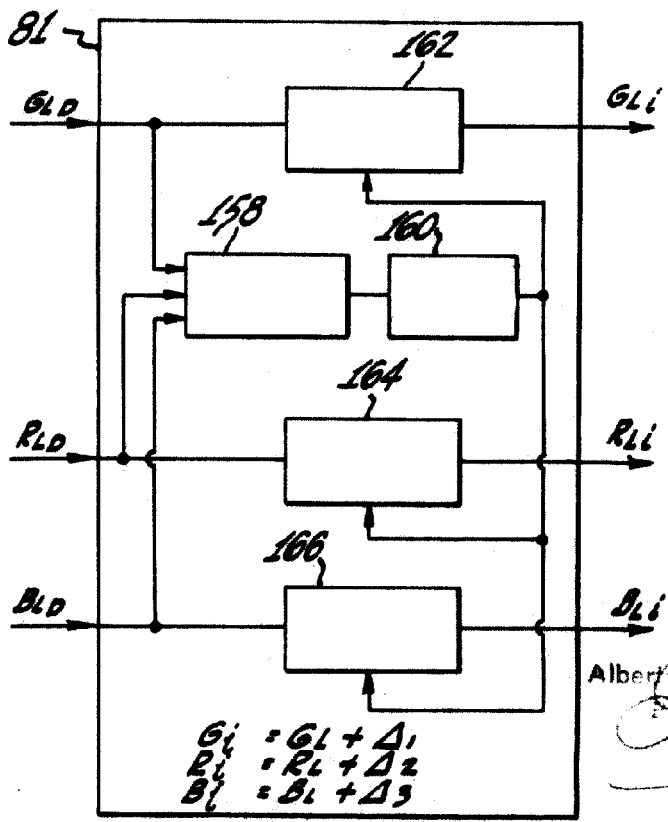 81
162
GLD
GLi
158
160
164
RLD
RLi
166
BLD
BLi
Albert
Gi = GL + Δ1
Ri = RL + Δ2
Bi = BL + Δ3